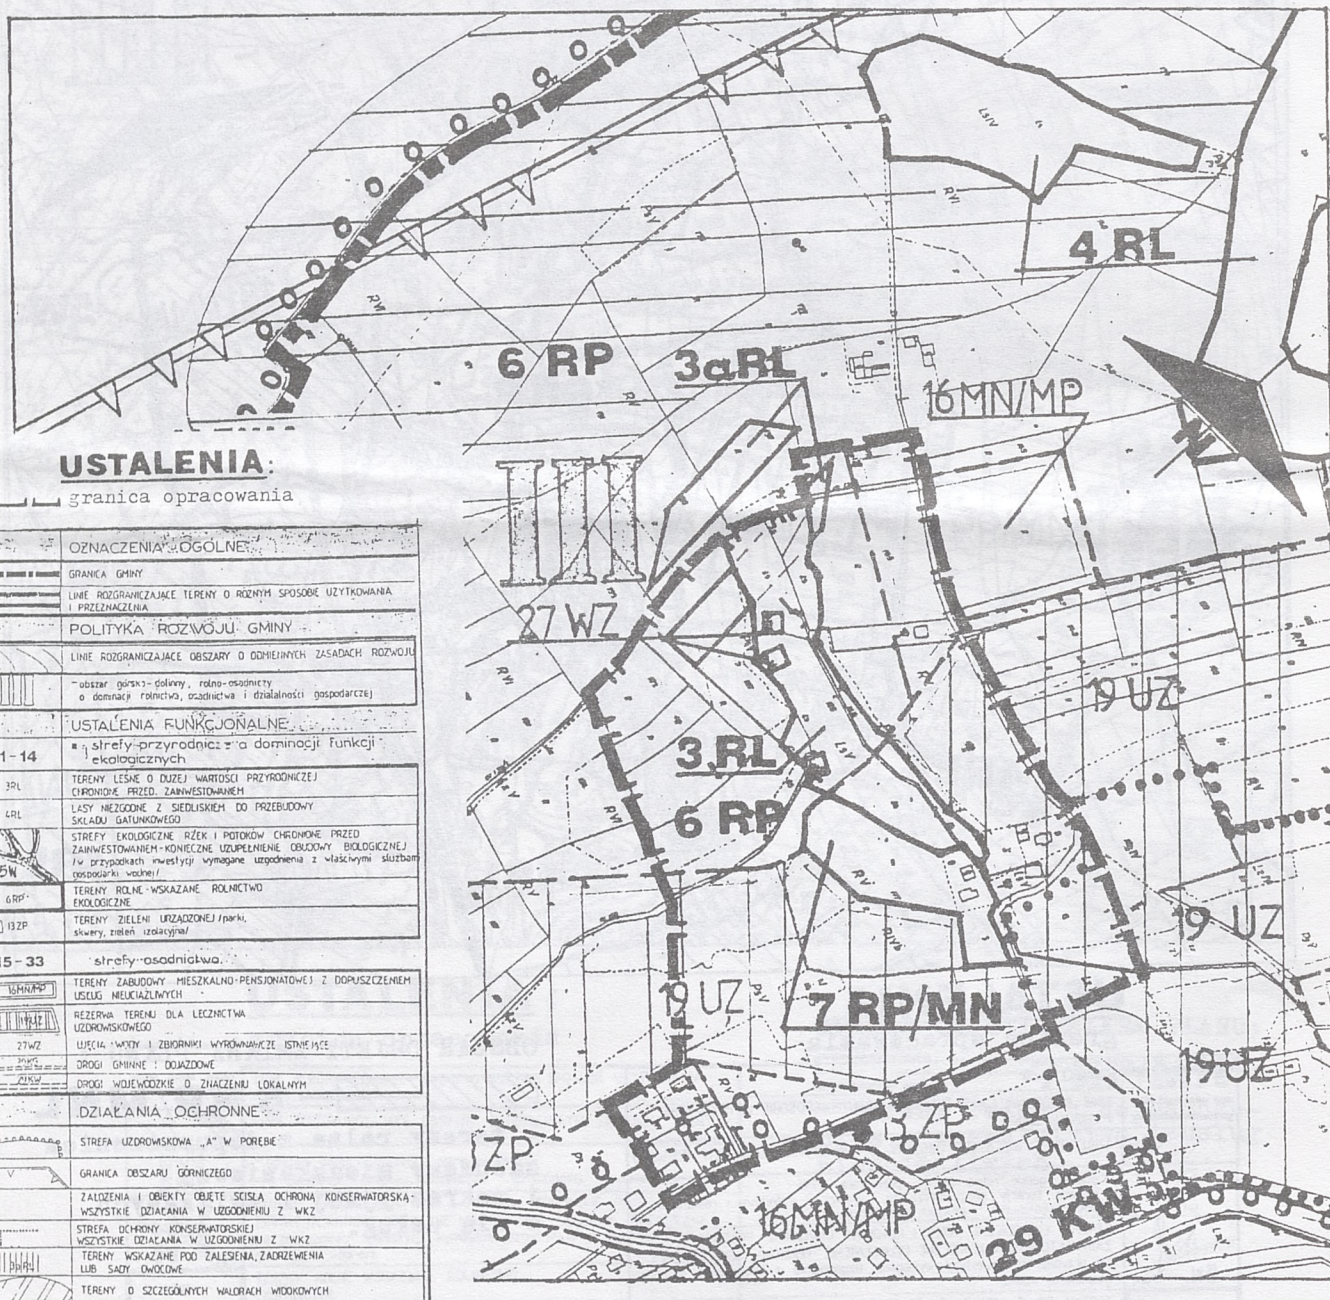 4 RL
6 RP
3aRL
16MN/MP
N
USTALENIA:
granica opracowania
III
27 WZ
OZNACZENIA OGÓLNE
GRANICA GMINY
LINIE ROZGRANICZAJĄCE TERENY O RÓŻNYM SPOSOBIE UŻYTKOWANIA
I PRZEZNACZENIA
POLITYKA ROZWOJU GMINY
LINIE ROZGRANICZAJĄCE OBSZARY O ODMIENNYCH ZASADACH ROZWOJU
- obszar górsko-dolinny, rolno-osadniczy
o dominacji rolnictwa, osadnictwa i działalności gospodarczej
USTALENIA FUNKCJONALNE
1-14
strefy przyrodnicze o dominacji funkcji
ekologicznych
3RL
TERENY LEŚNE O DUŻEJ WARTOŚCI PRZYRODNICZEJ
CHRONIONE PRZED ZAINWESTOWANIEM
4RL
LASY NIEZGODNE Z SIEDLISKIEM DO PRZEBUDOWY
SKŁADU GATUNKOWEGO
5W
STREFY EKOLOGICZNE RZEK I POTOKÓW CHRONIONE PRZED
ZAINWESTOWANIEM-KONIECZNE UZUPEŁNIENIE OBUDOWY BIOLOGICZNEJ
/w przypadkach inwestycji wymagane uzgodnienia z właściwymi służbami
gospodarki wodnej/
6RP
TERENY ROLNE-WSKAZANE ROLNICTWO
EKOLOGICZNE
13ZP
TERENY ZIELENI URZĄDZONEJ /parki,
skwery, zieleń izolacyjna/
15-33
strefy osadnictwa
16MN/MP
TERENY ZABUDOWY MIESZKALNO-PENSJONATOWEJ Z DOPUSZCZENIEM
USŁUG NIEUCIĄŻLIWYCH
19UZ
REZERWA TERENU DLA LECZNICTWA
UZDROWISKOWEGO
27WZ
UJĘCIA WODY I ZBIORNIKI WYRÓWNAWCZE ISTNIEJĄCE
DROGI GMINNE I DOJAZDOWE
DROGI WOJEWÓDZKIE O ZNACZENIU LOKALNYM
DZIAŁANIA OCHRONNE
STREFA UZDROWISKOWA "A" W PORĘBIE
GRANICA OBSZARU GÓRNICZEGO
ZAŁOŻENIA I OBIEKTY OBJĘTE ŚCISŁĄ OCHRONĄ KONSERWATORSKĄ-
WSZYSTKIE DZIAŁANIA W UZGODNIENIU Z WKZ
STREFA OCHRONY KONSERWATORSKIEJ
WSZYSTKIE DZIAŁANIA W UZGODNIENIU Z WKZ
TERENY WSKAZANE POD ZALESIENIA, ZADRZEWIENIA
LUB SADY OWOCOWE
TERENY O SZCZEGÓLNYCH WALORACH WIDOKOWYCH
19 UZ
3 RL
6 RP
19 UZ
19 UZ
7 RP/MN
19 UZ
13 ZP
ZP
16MN/MP
29 KW